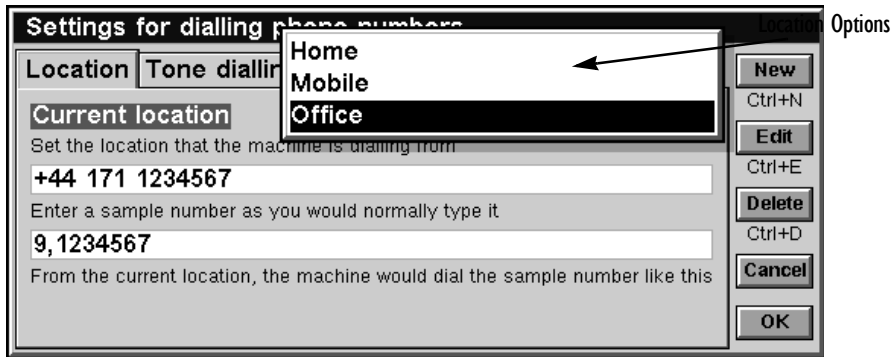 Settings for dialling phone numbers
Location Options
Location
Tone diallin
Home
Mobile
Office
Current location
Set the location that the machine is dialling from
+44 171 1234567
Enter a sample number as you would normally type it
9,1234567
From the current location, the machine would dial the sample number like this
New
Ctrl+N
Edit
Ctrl+E
Delete
Ctrl+D
Cancel
OK